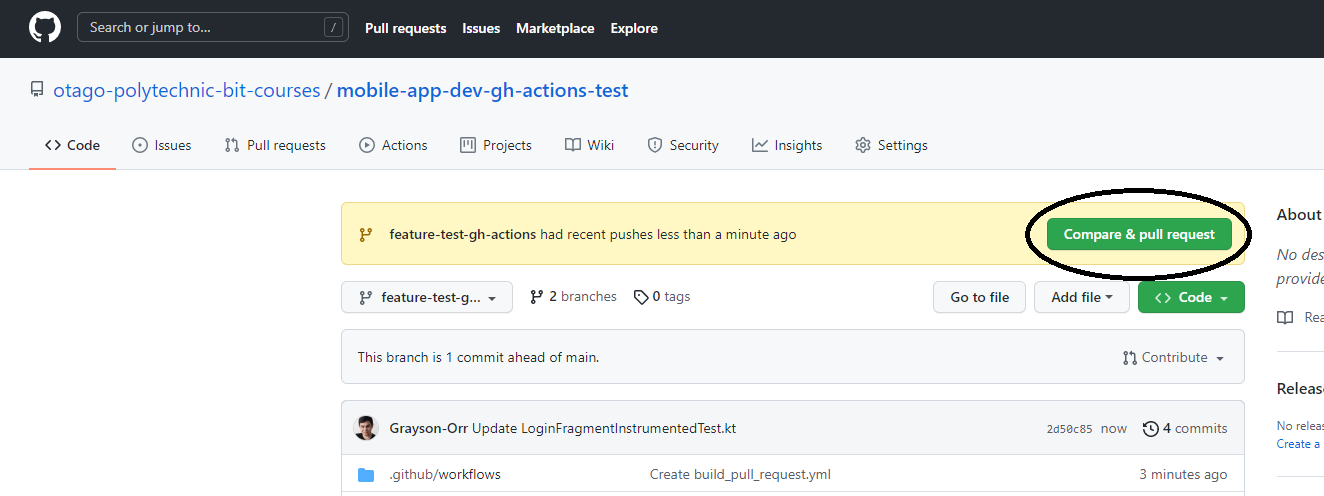 Search or jump to... /
Pull requests Issues Marketplace Explore
otago-polytechnic-bit-courses / mobile-app-dev-gh-actions-test
Code Issues Pull requests Actions Projects Wiki Security Insights Settings
feature-test-gh-actions had recent pushes less than a minute ago
Compare & pull request
About
No des
provide
feature-test-g... 2 branches 0 tags
Go to file Add file Code
Rea
This branch is 1 commit ahead of main.
Contribute
Releas
Grayson-Orr Update LoginFragmentInstrumentedTest.kt
2d50c85 now 4 commits
No releas
Create a
.github/workflows Create build_pull_request.yml 3 minutes ago